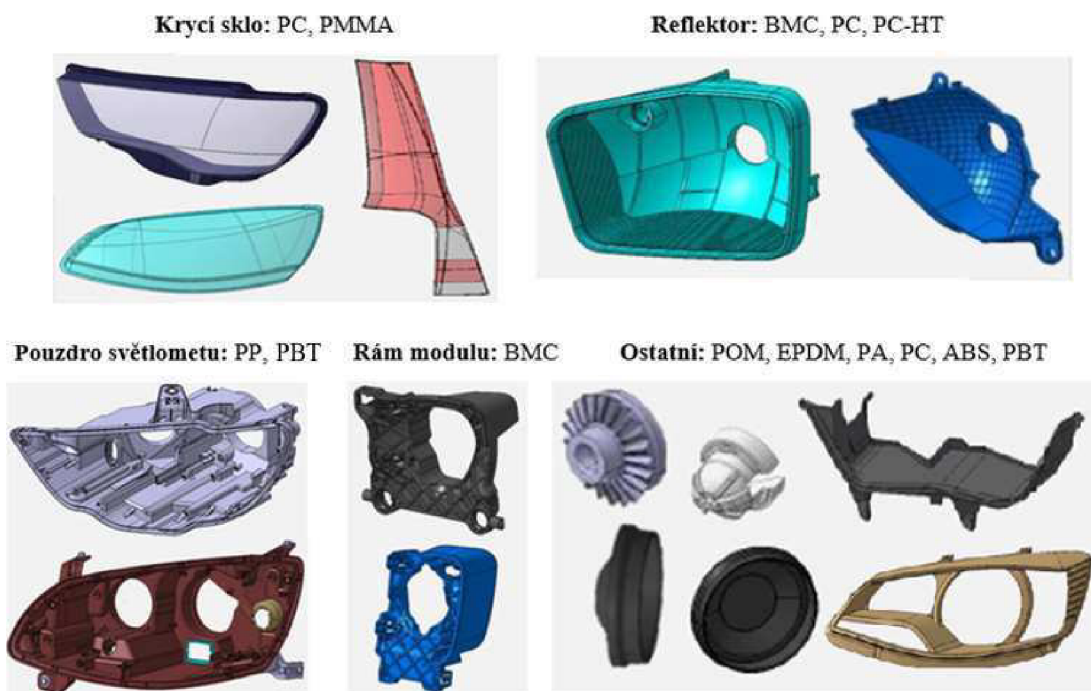 Krycí sklo: PC, PMMA
Reflektor: BMC, PC, PC-HT
Pouzdro světlometu: PP, PBT
Rám modulu: BMC
Ostatní: POM, EPDM, PA, PC, ABS, PBT